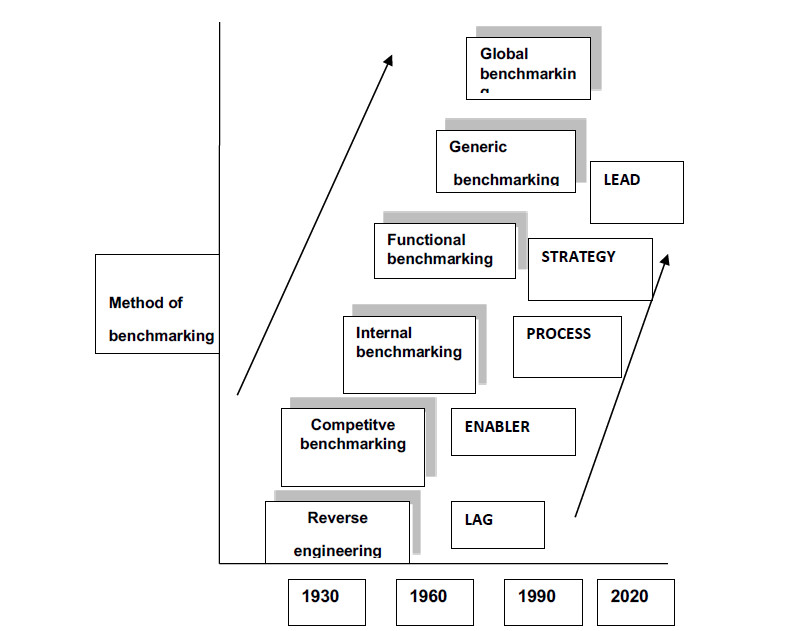 Global
benchmarkin
g
Generic
benchmarking
LEAD
Functional
benchmarking
STRATEGY
Method of
benchmarking
Internal
benchmarking
PROCESS
Competitve
benchmarking
ENABLER
Reverse
engineering
LAG
1930
1960
1990
2020